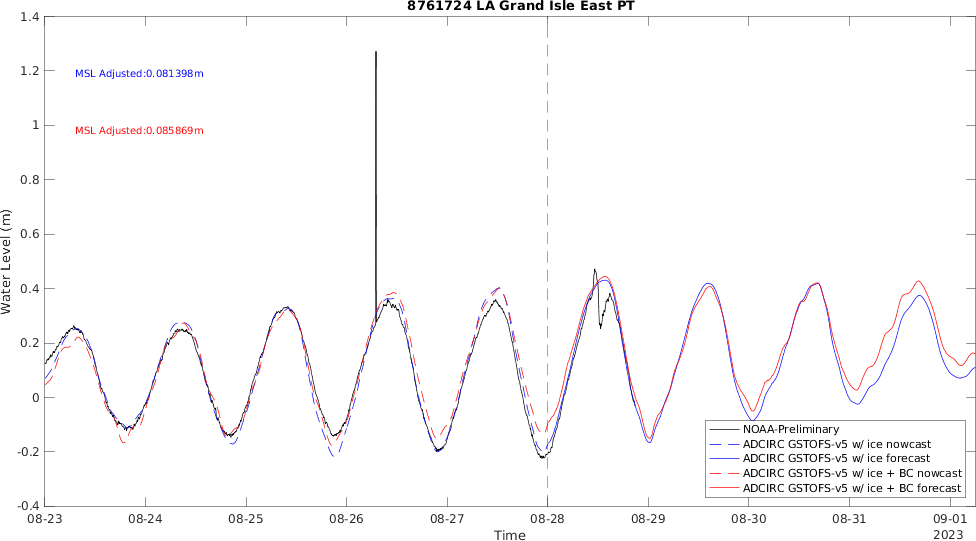 8761724 LA Grand Isle East PT
1.4
1.2
1
0.8
0.6
0.4
0.2
0
-0.2
-0.4
Water Level (m)
MSL Adjusted:0.081398m
MSL Adjusted:0.085869m
NOAA-Preliminary
ADCIRC GSTOFS-v5 w/ ice nowcast
ADCIRC GSTOFS-v5 w/ ice forecast
ADCIRC GSTOFS-v5 w/ ice + BC nowcast
ADCIRC GSTOFS-v5 w/ ice + BC forecast
08-23 08-24 08-25 08-26 08-27 08-28 08-29 08-30 08-31 09-01
2023
Time